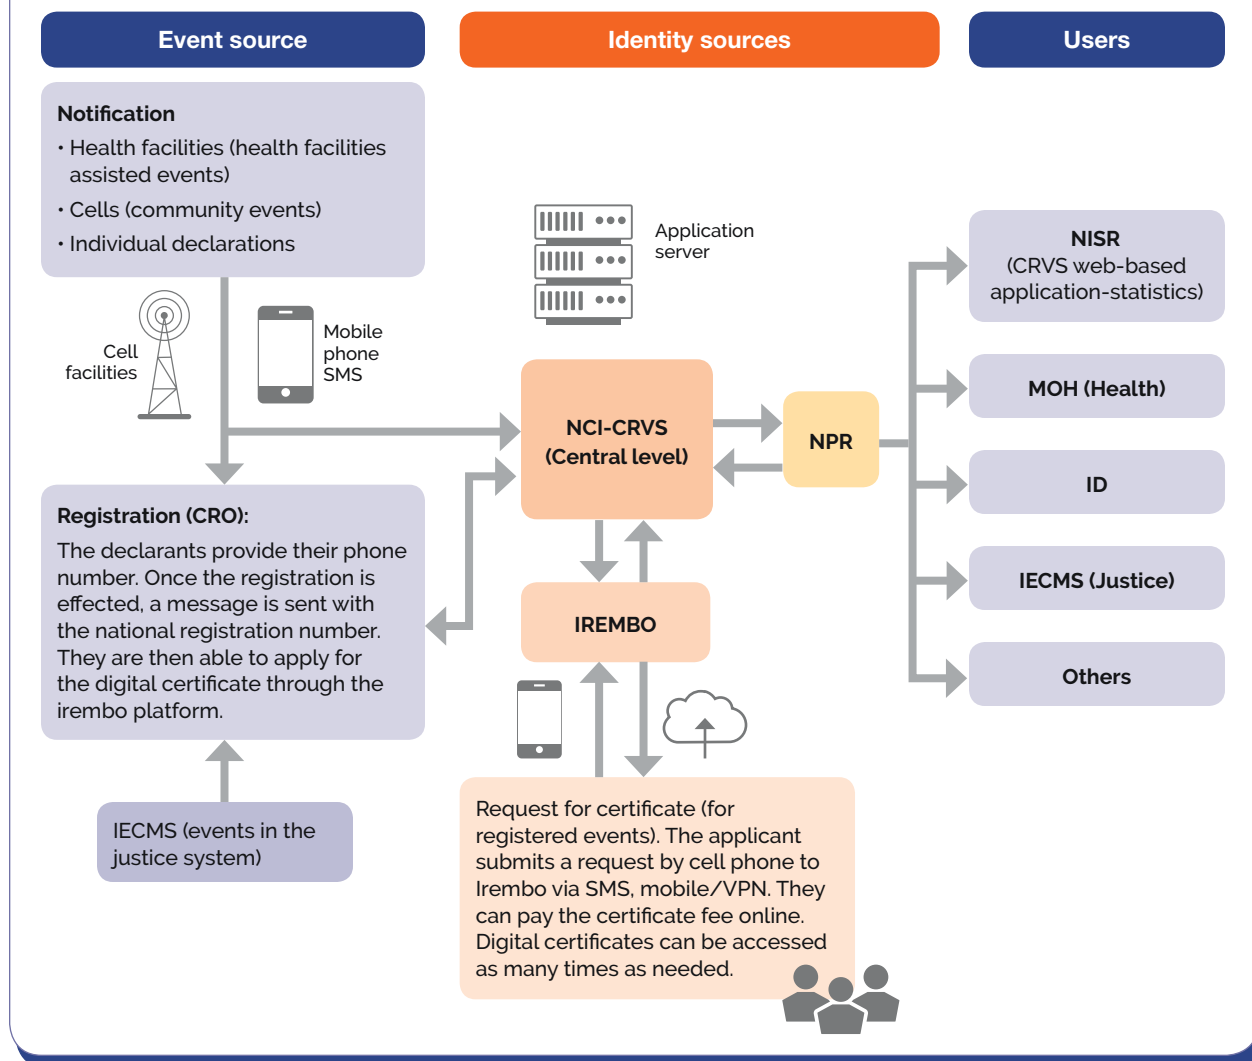 Event source
Identity sources
Users
Notification
• Health facilities (health facilities
assisted events)
• Cells (community events)
• Individual declarations
Cell
facilities
Mobile
phone
SMS
Application
server
NCI-CRVS
(Central level)
NPR
NISR
(CRVS web-based
application-statistics)
MOH (Health)
ID
IECMS (Justice)
Others
Registration (CRO):
The declarants provide their phone
number. Once the registration is
effected, a message is sent with
the national registration number.
They are then able to apply for
the digital certificate through the
irembo platform.
IREMBO
IECMS (events in the
justice system)
Request for certificate (for
registered events). The applicant
submits a request by cell phone to
Irembo via SMS, mobile/VPN. They
can pay the certificate fee online.
Digital certificates can be accessed
as many times as needed.